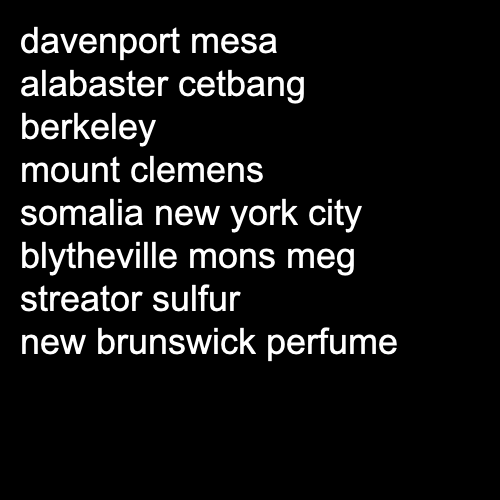 davenport mesa
alabaster cetbang
berkeley
mount clemens
somalia new york city
blytheville mons meg
streator sulfur
new brunswick perfume